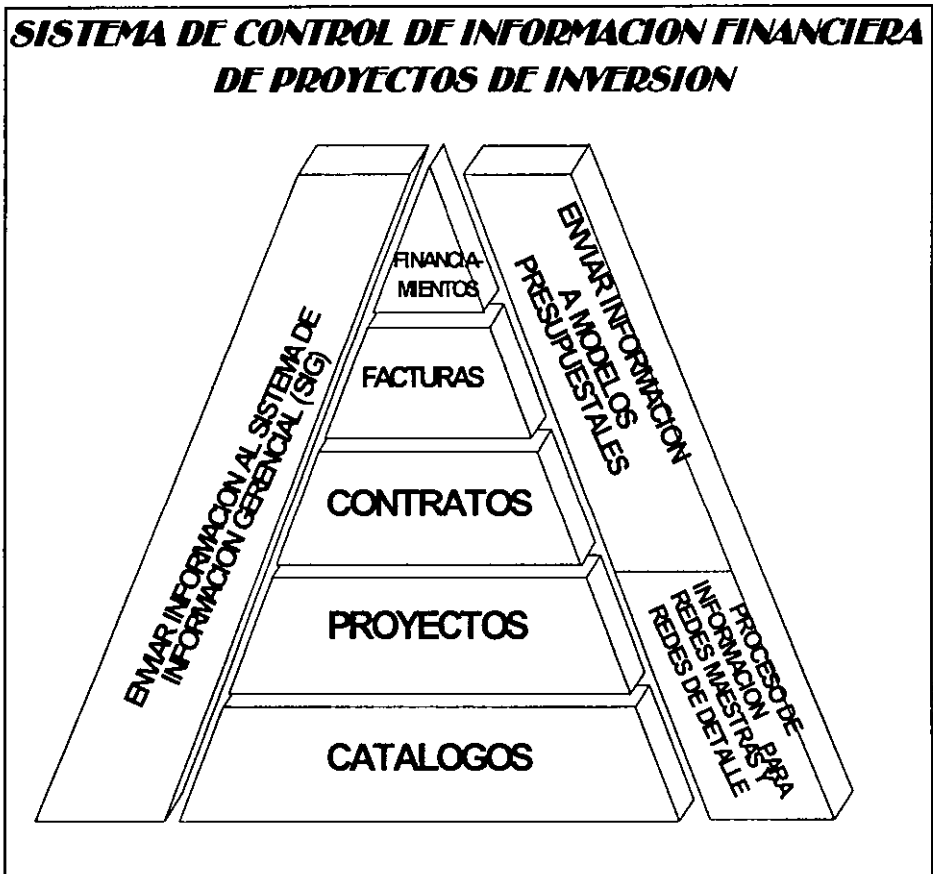 SISTEMA DE CONTROL DE INFORMACION FINANCIERA
DE PROYECTOS DE INVERSION
FINANCIA-
MIENTOS
FACTURAS
CONTRATOS
PROYECTOS
CATALOGOS
ENVIAR INFORMACION AL SISTEMA DE
INFORMACION GERENCIAL (SIG)
ENVIAR INFORMACION
A MODELOS
PRESUPUESTALES
PROCESO DE
INFORMACION PARA
REDES MAESTRAS Y
REDES DE DETALLE